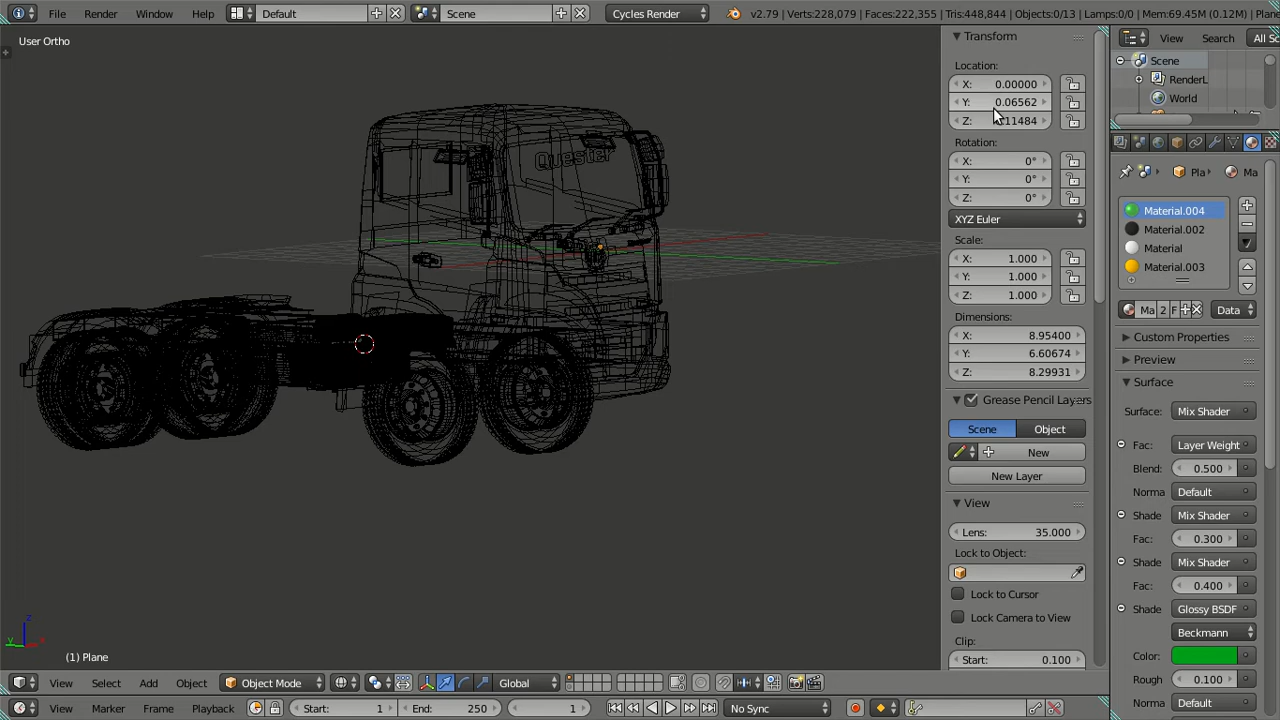 File Render Window Help Default Scene Cycles Render v2.79 | Verts:228,079 | Faces:222,355 | Tris:448,844 | Objects:0/13 | Lamps:0/0 | Mem:69.45M (0.12M) | Plane
User Ortho
Quester
(1) Plane
Transform
Location:
X: 0.00000
Y: 0.06562
Z: 11484
Rotation:
X: 0°
Y: 0°
Z: 0°
XYZ Euler
Scale:
X: 1.000
Y: 1.000
Z: 1.000
Dimensions:
X: 8.95400
Y: 6.60674
Z: 8.29931
Grease Pencil Layers
Scene Object
New
New Layer
View
Lens: 35.000
Lock to Object:
Lock to Cursor
Lock Camera to View
Clip:
Start: 0.100
View Search All Sc
Scene
RenderL
World
Pla Ma
Material.004
Material.002
Material
Material.003
Ma 2 F Data
Custom Properties
Preview
Surface
Surface: Mix Shader
Fac: Layer Weight
Blend: 0.500
Norma Default
Shade Mix Shader
Fac: 0.300
Shade Mix Shader
Fac: 0.400
Shade Glossy BSDF
Beckmann
Color:
Rough 0.100
Norma Default
View Select Add Object Object Mode Global
View Marker Frame Playback Start: 1 End: 250 1 No Sync